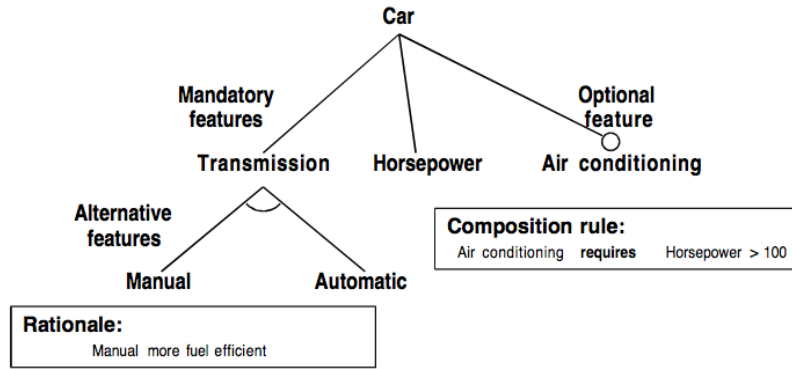 Car
Mandatory
features
Optional
feature
Transmission
Horsepower
Air conditioning
Alternative
features
Composition rule:
Air conditioning requires Horsepower > 100
Manual
Automatic
Rationale:
Manual more fuel efficient